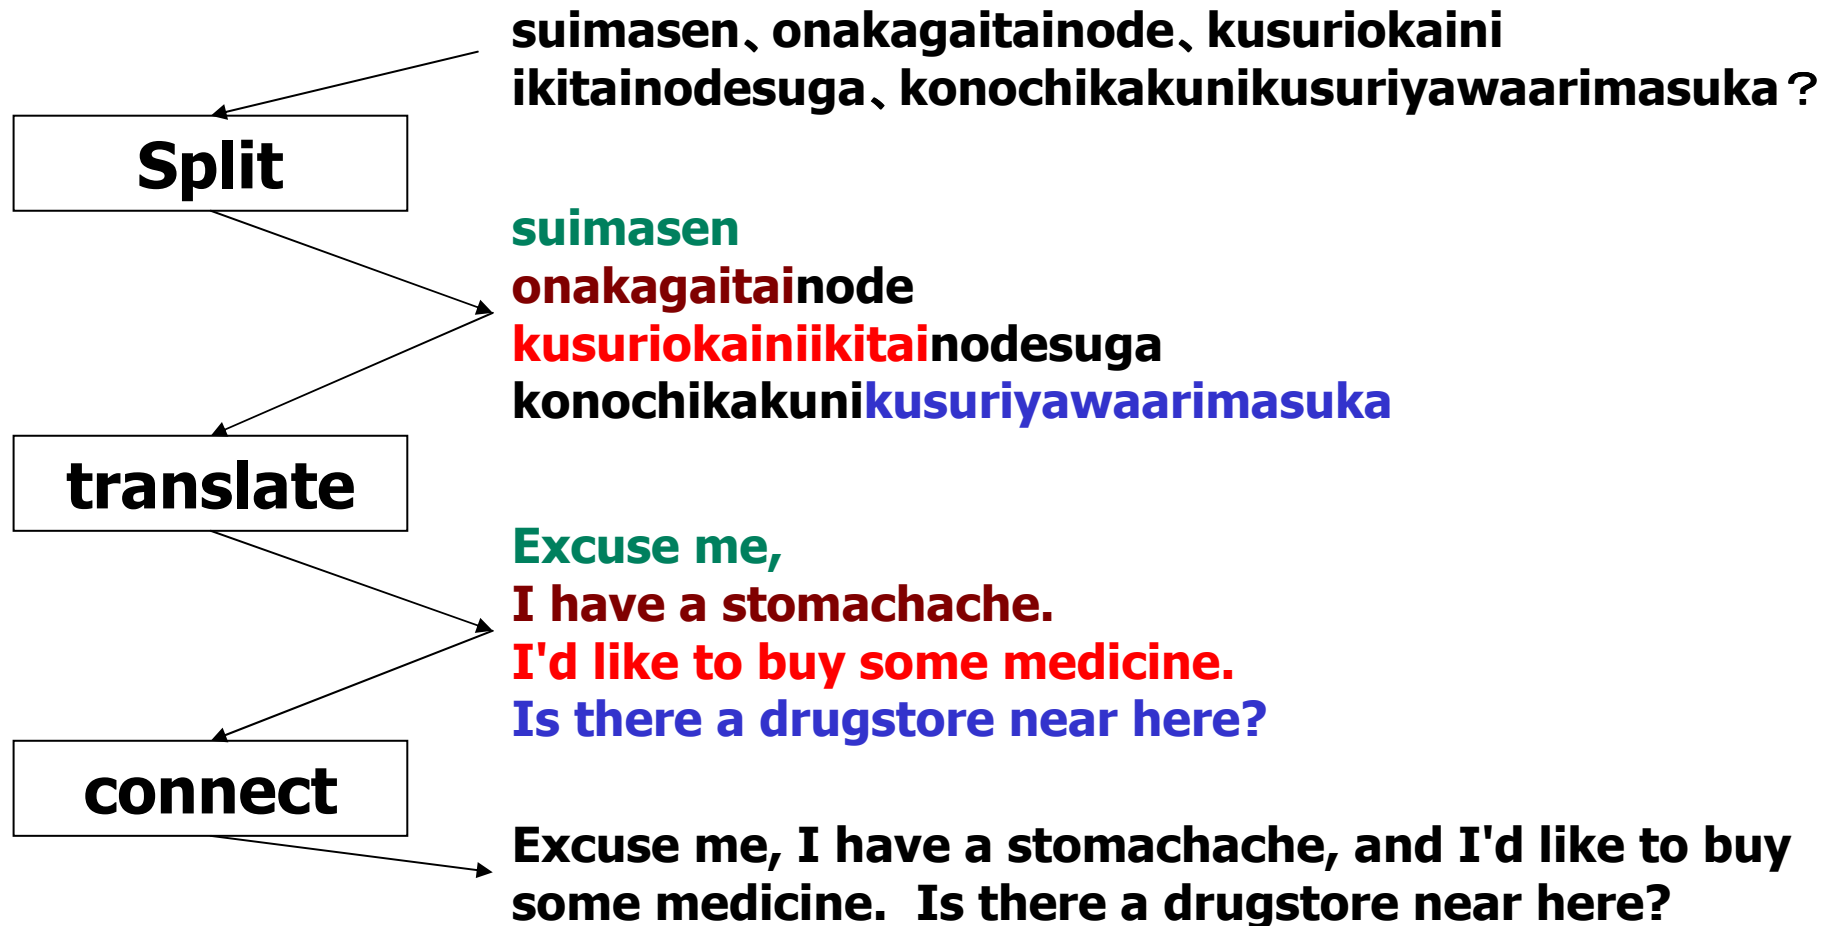 suimasen、onakagaitainode、kusuriokaini
ikitainodesuga、konochikakunikusuriyawaarimasuka？
Split
suimasen
onakagaitainode
kusuriokainiikitainodesuga
konochikakunikusuriyawaarimasuka
translate
Excuse me,
I have a stomachache.
I'd like to buy some medicine.
Is there a drugstore near here?
connect
Excuse me, I have a stomachache, and I'd like to buy
some medicine.  Is there a drugstore near here?